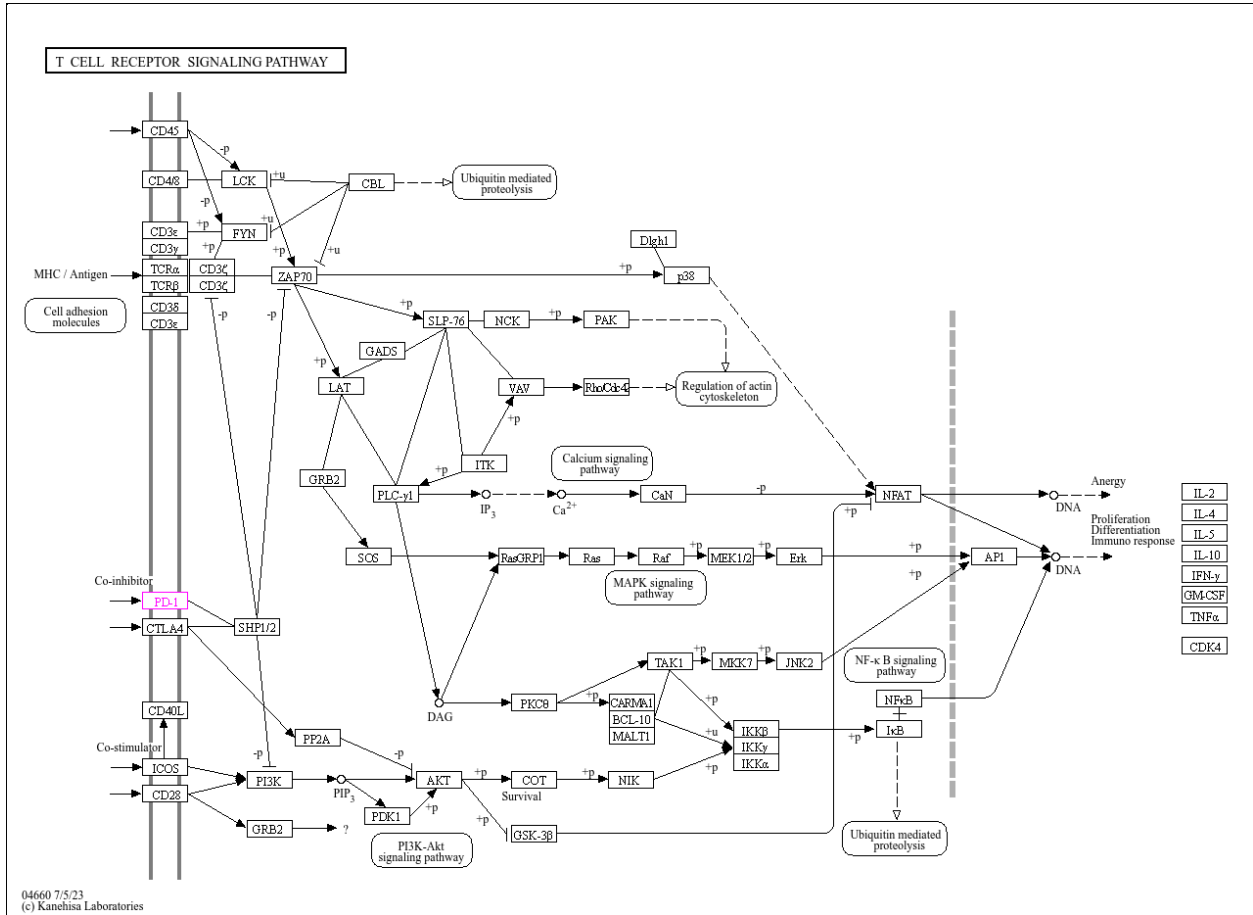 T CELL RECEPTOR SIGNALING PATHWAY
CD45
-p
CD4/8
LCK
+u
CBL
Ubiquitin mediated
proteolysis
-p
+u
CD3ε
+p
FYN
CD3γ
+p
+p
+u
Dlgh1
MHC / Antigen
TCRα
CD3ζ
ZAP70
+p
p38
TCRβ
CD3ζ
Cell adhesion
molecules
CD3δ
CD3ε
-p
-p
+p
SLP-76
NCK
+p
PAK
GADS
+p
LAT
VAV
Rho/Cdc42
Regulation of actin
cytoskeleton
+p
ITK
+p
GRB2
Calcium signaling
pathway
PLC-γ1
IP3
Ca2+
CaN
-p
NFAT
+p
DNA
Anergy
Proliferation
Differentiation
Immuno response
SOS
RasGRP1
Ras
Raf
+p
MEK1/2
+p
Erk
+p
AP1
DNA
MAPK signaling
pathway
+p
IL-2
IL-4
IL-5
IL-10
IFN-γ
GM-CSF
TNFα
CDK4
Co-inhibitor
PD-1
CTLA4
SHP1/2
TAK1
+p
MKK7
+p
JNK2
NF-κ B signaling
pathway
DAG
PKCθ
+p
CARMA1
BCL-10
MALT1
+p
+u
IKKβ
IKKγ
IKKα
+p
NFκB
IκB
CD40L
PP2A
Co-stimulator
ICOS
-p
PI3K
PIP3
-p
AKT
+p
COT
+p
NIK
+p
Survival
CD28
PDK1
+p
+p
GSK-3β
GRB2
?
PI3K-Akt
signaling pathway
Ubiquitin mediated
proteolysis
04660 7/5/23
(c) Kanehisa Laboratories